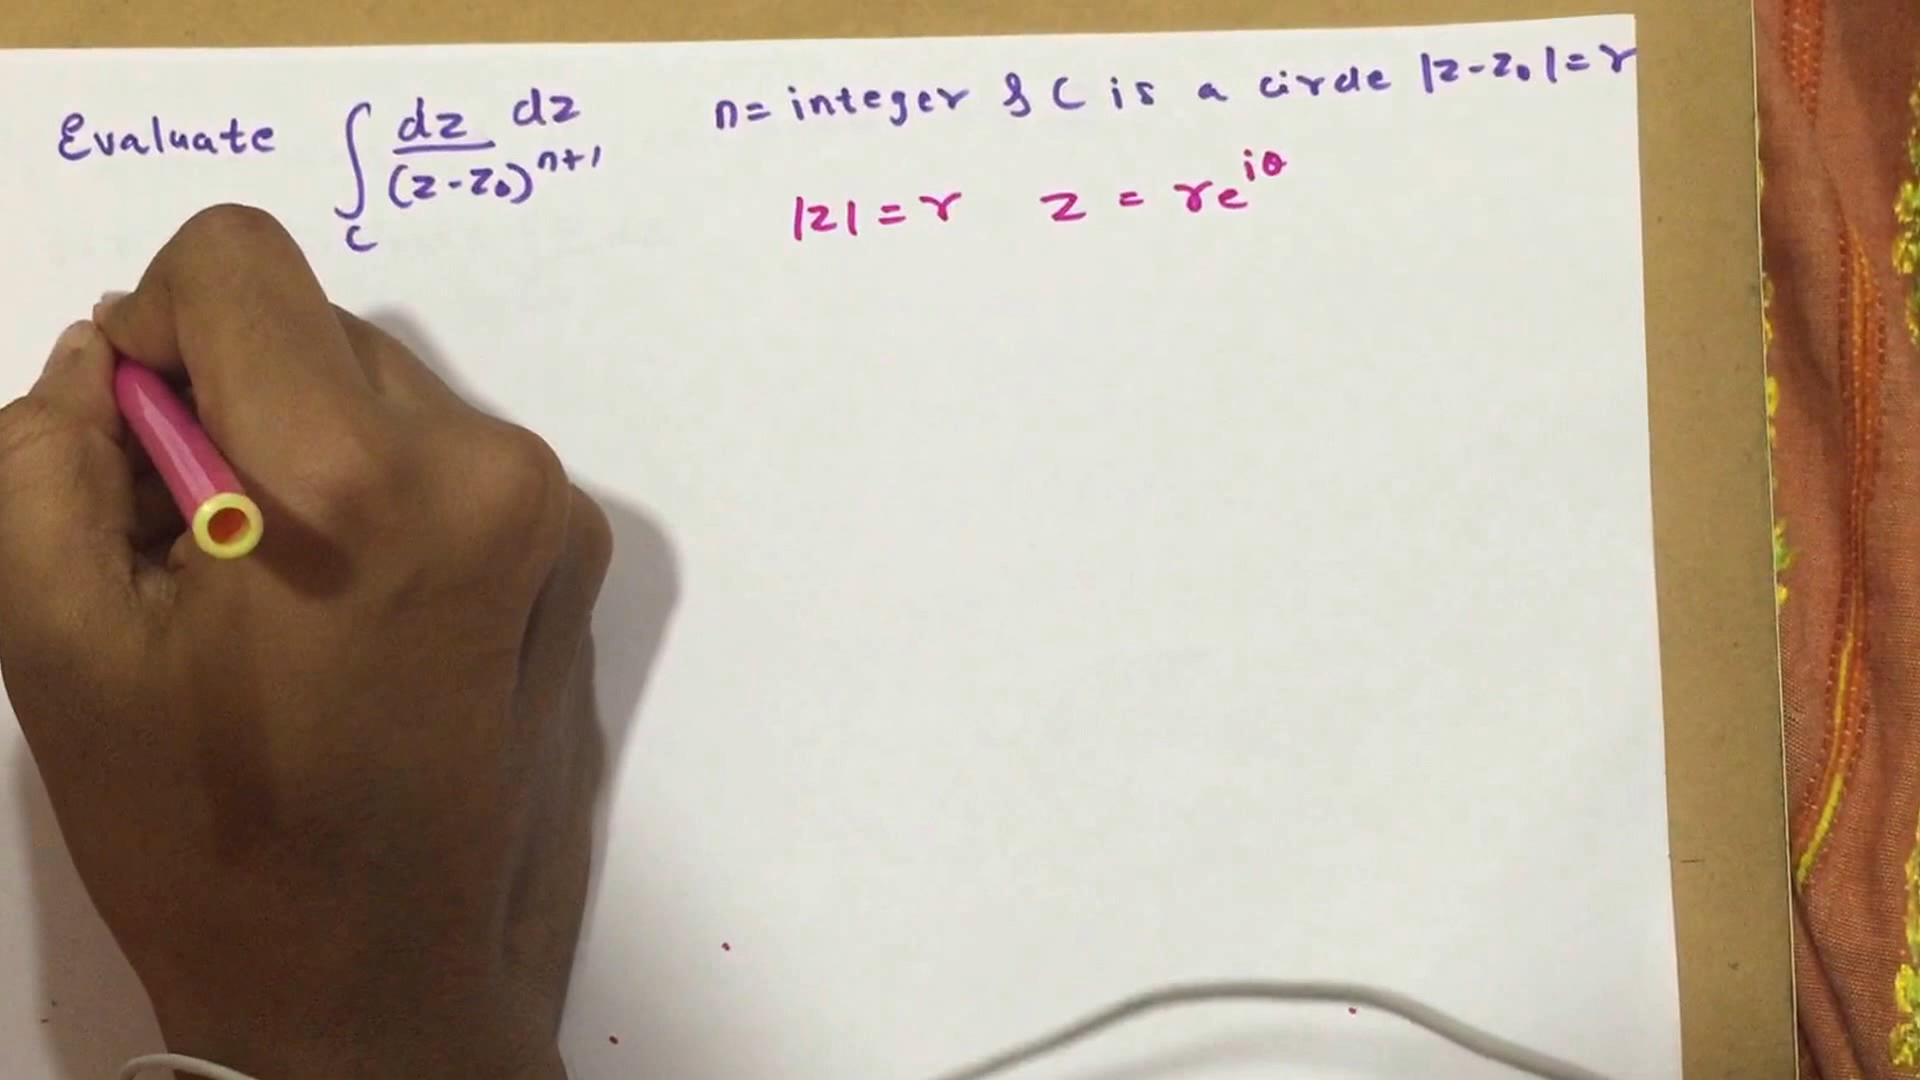 Evaluate ∫_C dz/(z-z₀)^{n+1} dz n= integer & C is a circle |z-z₀|=r
|z| = r z = re^{iθ}